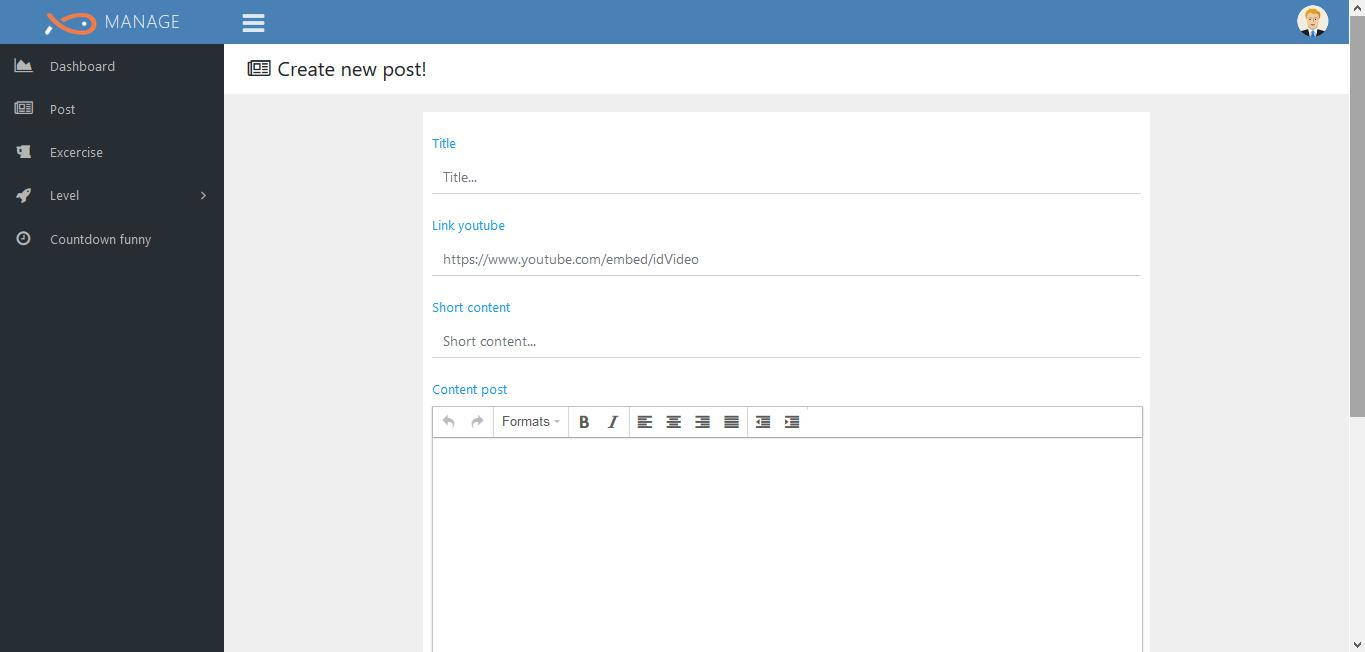 MANAGE
Dashboard
Post
Excercise
Level
Countdown funny
Create new post!
Title
Title...
Link youtube
https://www.youtube.com/embed/idVideo
Short content
Short content...
Content post
Formats B I